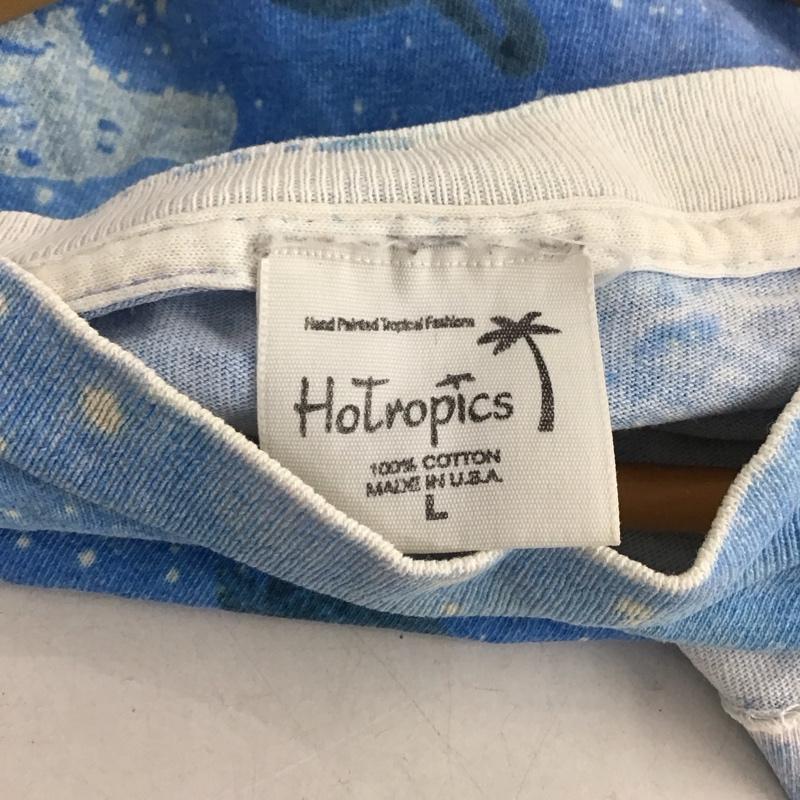 Hand Painted Tropical Fashions
HoTropics
100% COTTON
MADE IN U.S.A.
L